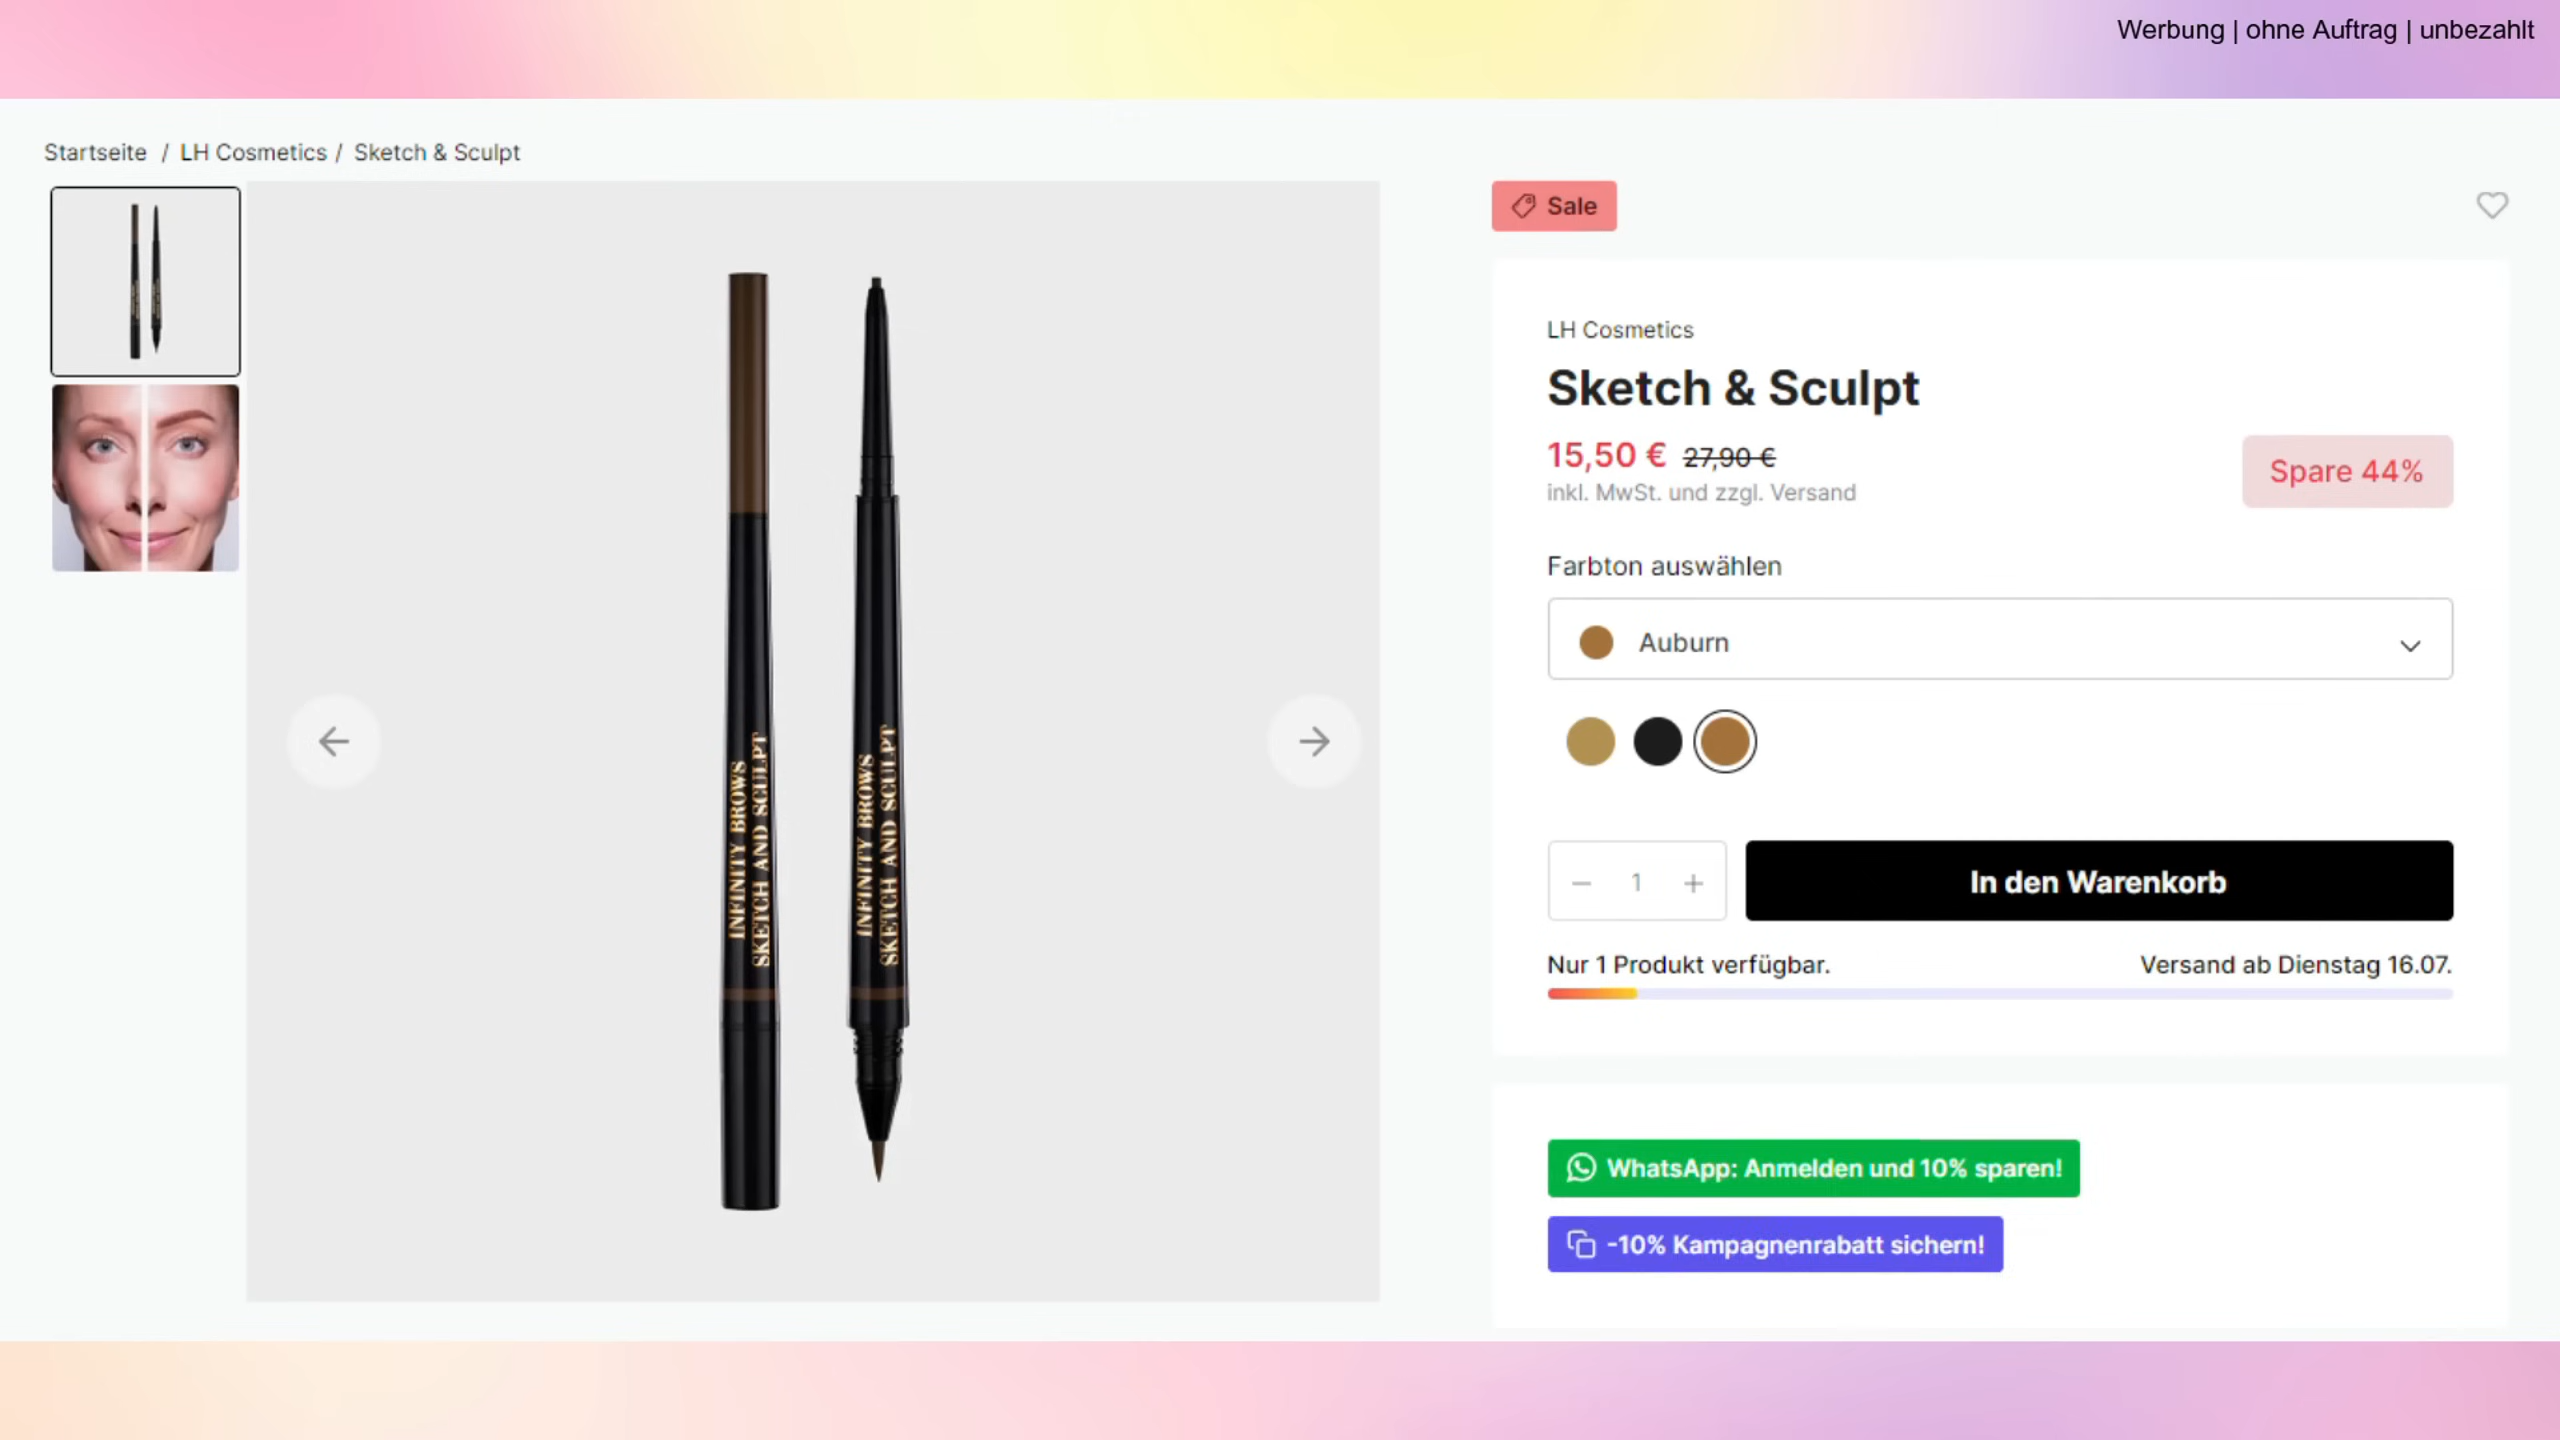 Werbung | ohne Auftrag | unbezahlt
Startseite / LH Cosmetics / Sketch & Sculpt
Sale
LH Cosmetics
Sketch & Sculpt
15,50 € 27,90 €
Spare 44%
inkl. MwSt. und zzgl. Versand
Farbton auswählen
Auburn
1
In den Warenkorb
Nur 1 Produkt verfügbar.
Versand ab Dienstag 16.07.
WhatsApp: Anmelden und 10% sparen!
-10% Kampagnenrabatt sichern!
INFINITY BROWS
SKETCH AND SCULPT
INFINITY BROWS
SKETCH AND SCULPT